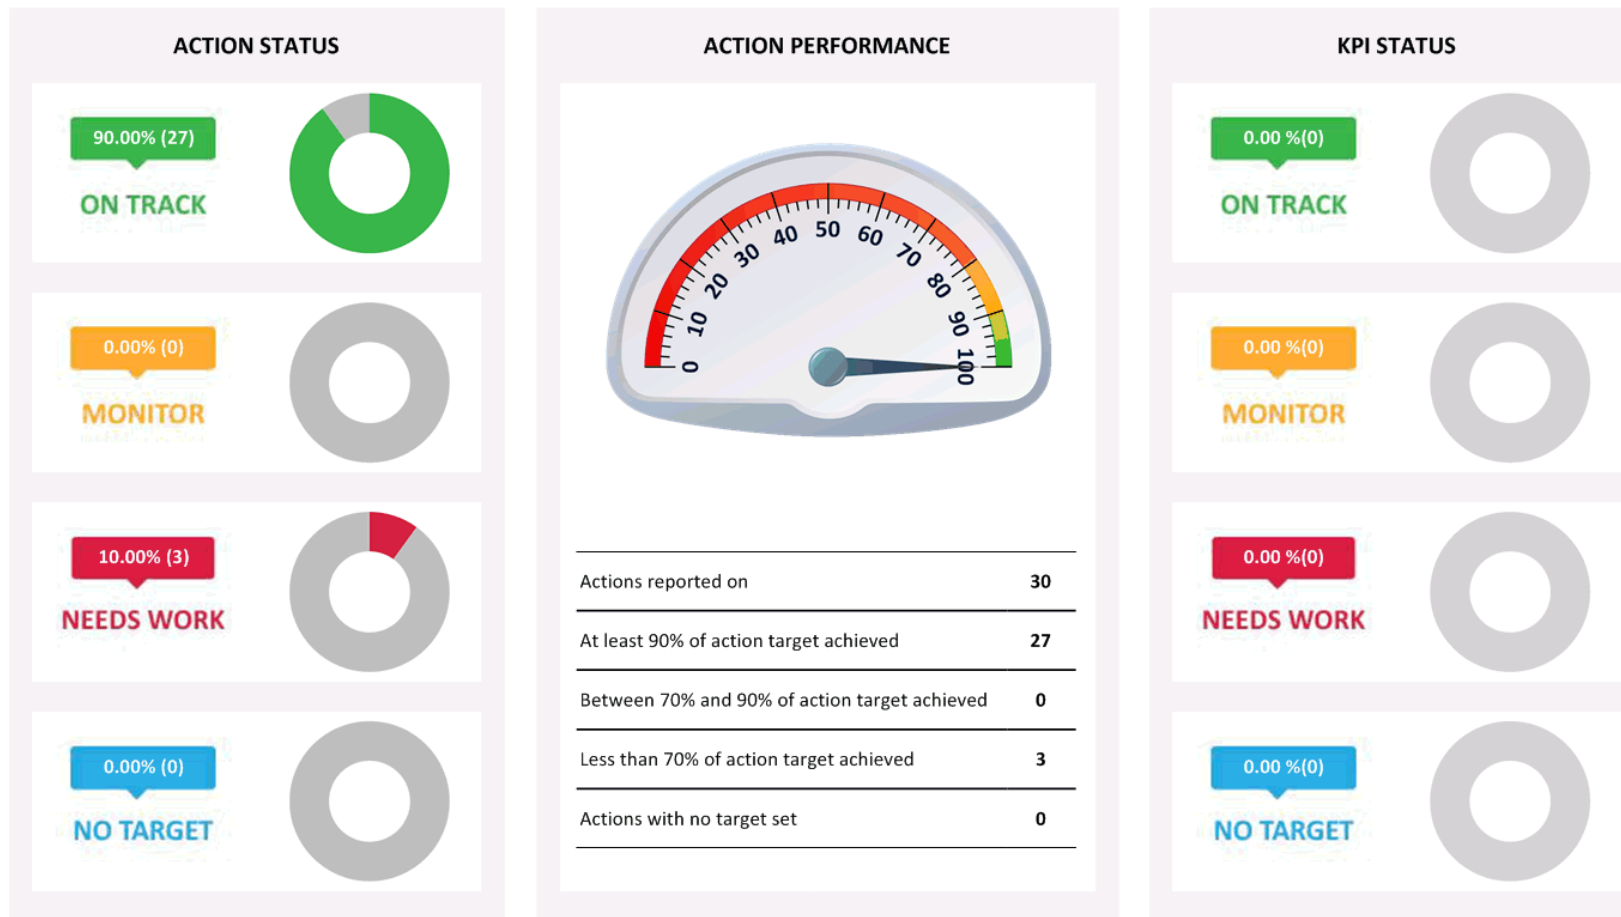 ACTION STATUS
90.00% (27)
ON TRACK
0.00% (0)
MONITOR
10.00% (3)
NEEDS WORK
0.00% (0)
NO TARGET
ACTION PERFORMANCE
0 10 20 30 40 50 60 70 80 90 100
Actions reported on 30
At least 90% of action target achieved 27
Between 70% and 90% of action target achieved 0
Less than 70% of action target achieved 3
Actions with no target set 0
KPI STATUS
0.00 %(0)
ON TRACK
0.00 %(0)
MONITOR
0.00 %(0)
NEEDS WORK
0.00 %(0)
NO TARGET